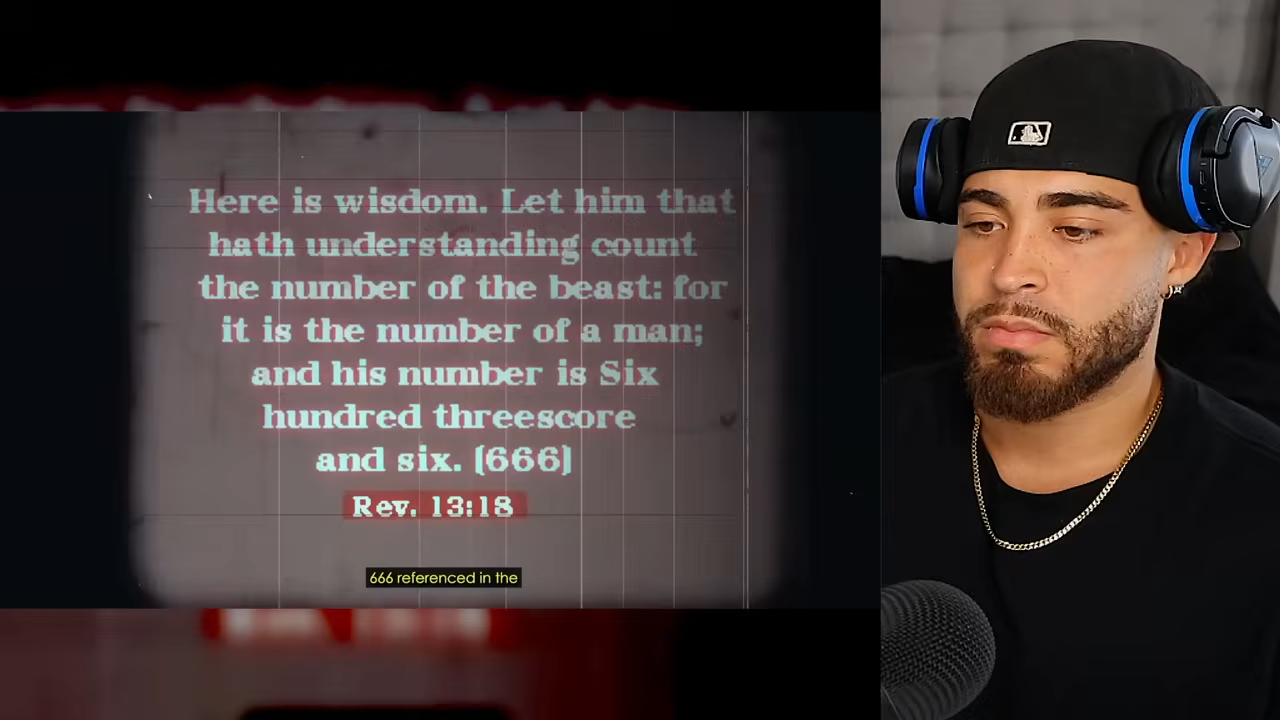 Here is wisdom. Let him that
hath understanding count
the number of the beast: for
it is the number of a man;
and his number is Six
hundred threescore
and six. (666)
Rev. 13:18
666 referenced in the